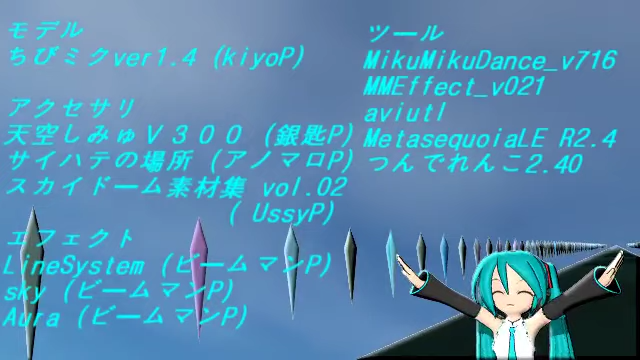 モデル
ちびミクver1.4 (kiyoP)
アクセサリ
天空しみゅＶ３００ (銀匙P)
サイハテの場所 (アノマロP)
スカイドーム素材集 vol.02
( UssyP)
エフェクト
LineSystem (ビームマンP)
sky (ビームマンP)
Aura (ビームマンP)
ツール
MikuMikuDance_v716
MMEffect_v021
aviutl
MetasequoiaLE R2.4
つんでれんこ2.40